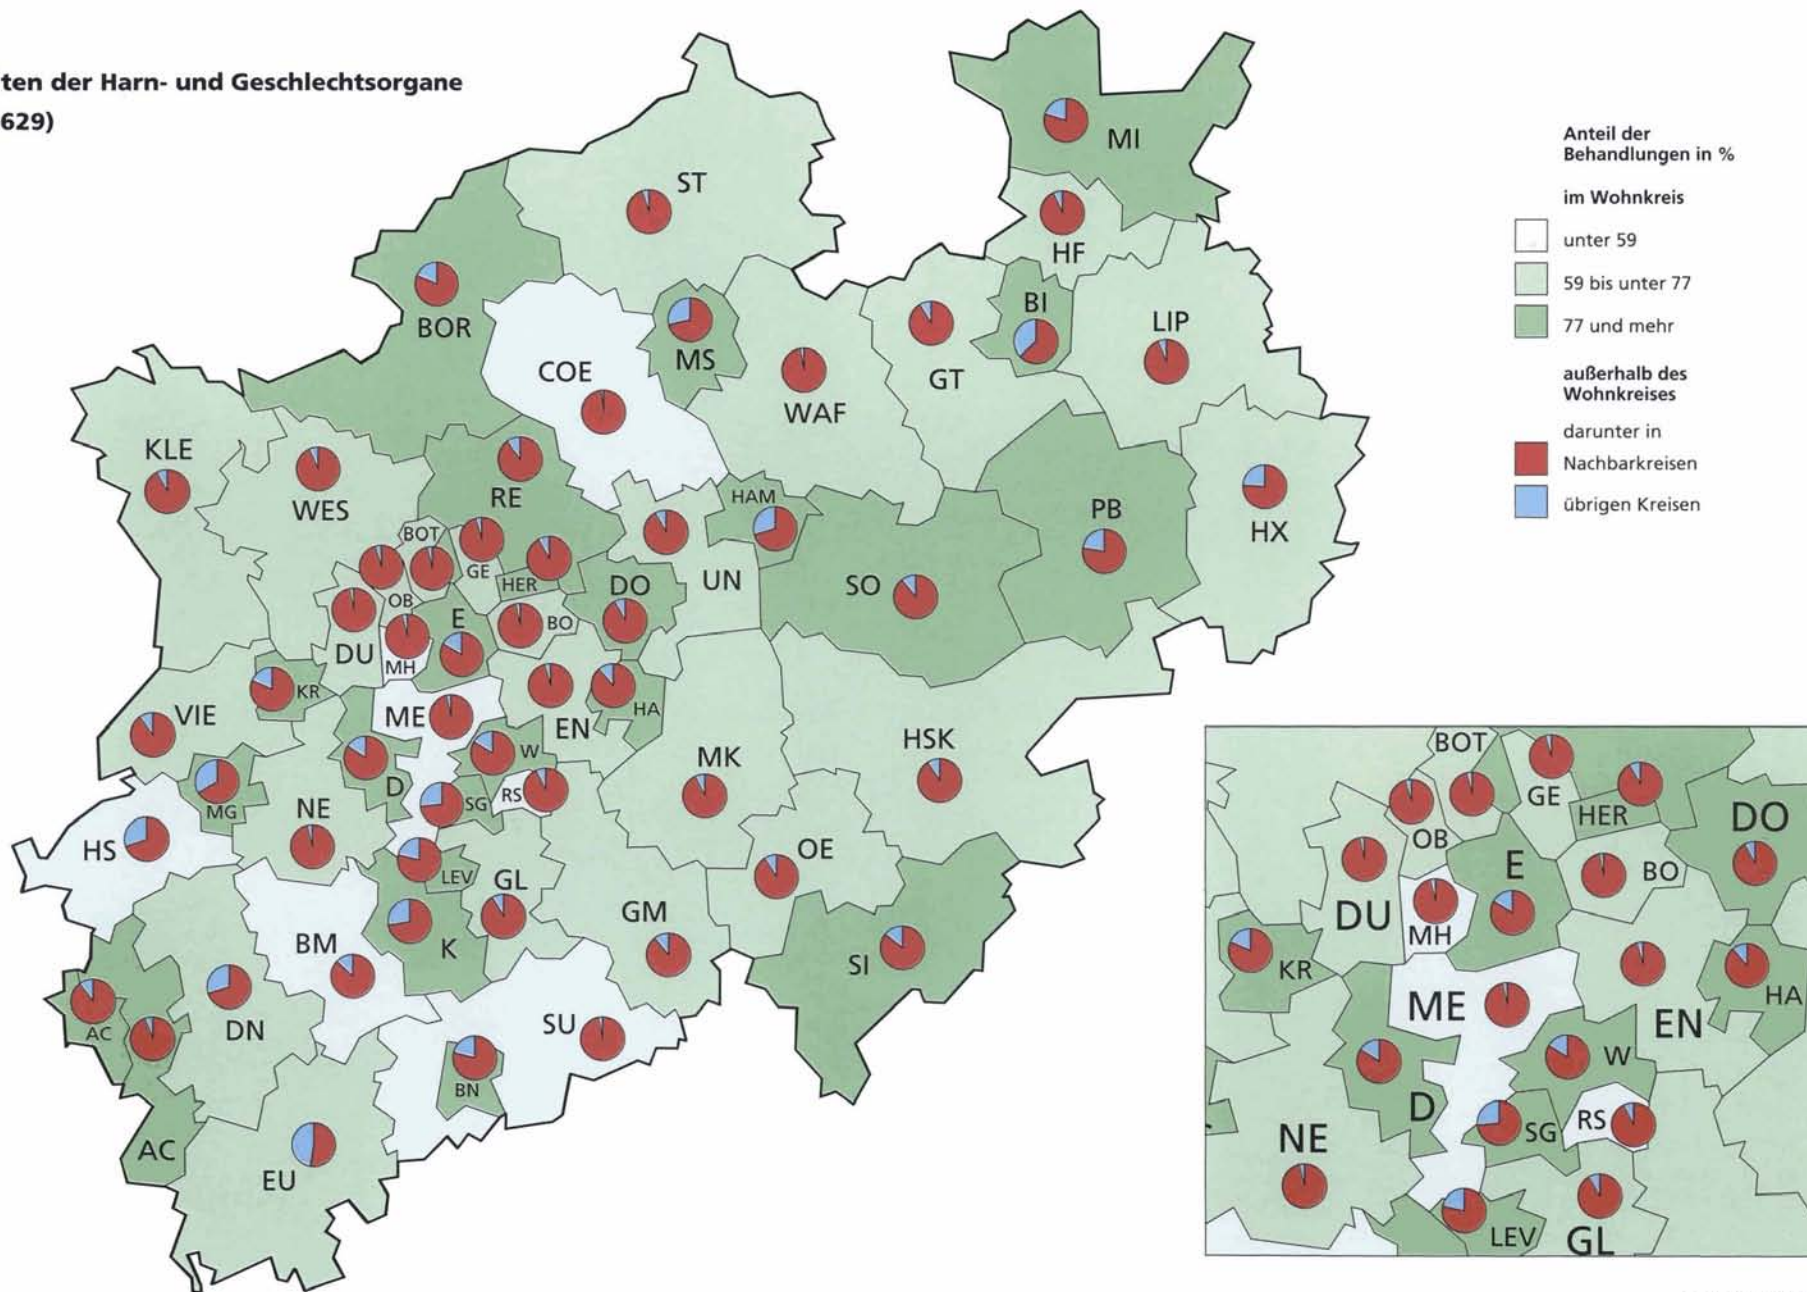 ten der Harn- und Geschlechtsorgane
629)
Anteil der
Behandlungen in %
im Wohnkreis
unter 59
59 bis unter 77
77 und mehr
außerhalb des
Wohnkreises
darunter in
Nachbarkreisen
übrigen Kreisen
MI
ST
HF
BI
BOR
LIP
MS
COE
GT
WAF
KLE
RE
HAM
WES
PB
HX
BOT
GE
HER
DO
UN
SO
OB
E
BO
DU
MH
KR
HA
VIE
ME
EN
W
HSK
MK
D
SG
RS
MG
NE
HS
OE
LEV
GL
GM
BM
K
SI
SU
AC
DN
BN
AC
EU
BOT
GE
HER
DO
OB
E
BO
DU
MH
KR
HA
ME
EN
W
D
RS
SG
NE
LEV
GL